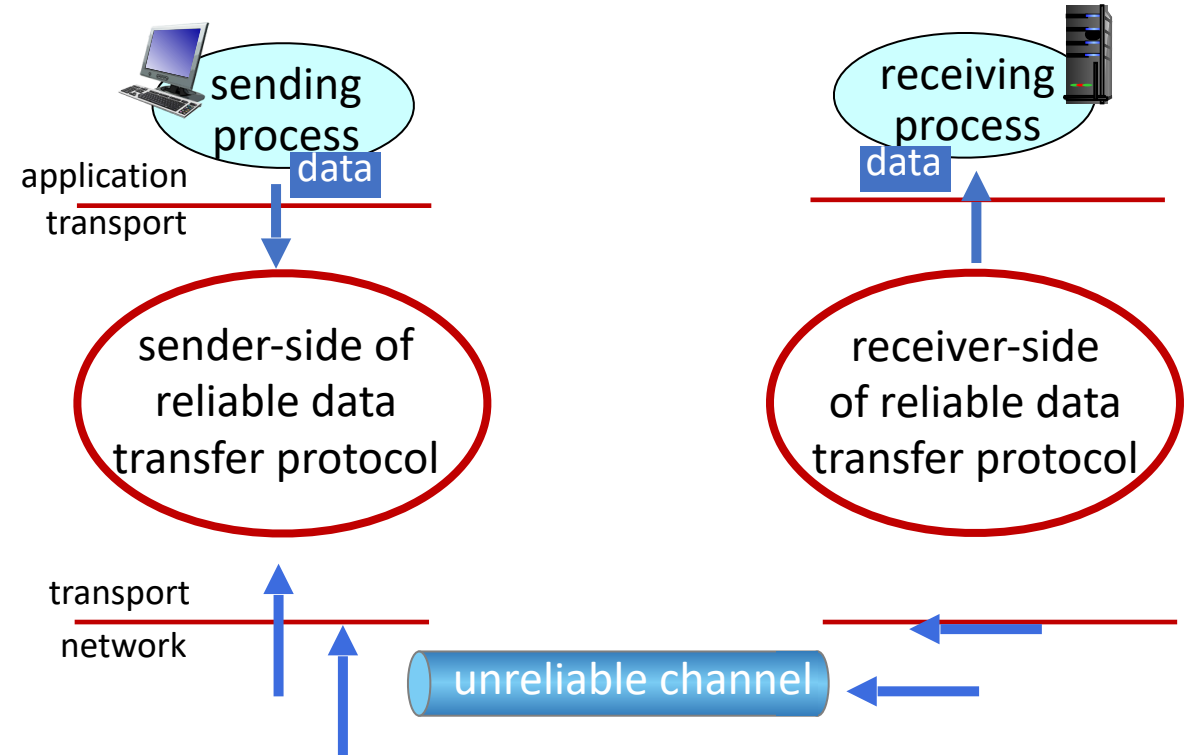 sending
process
data
receiving
process
data
application
transport
sender-side of
reliable data
transfer protocol
receiver-side
of reliable data
transfer protocol
transport
network
unreliable channel